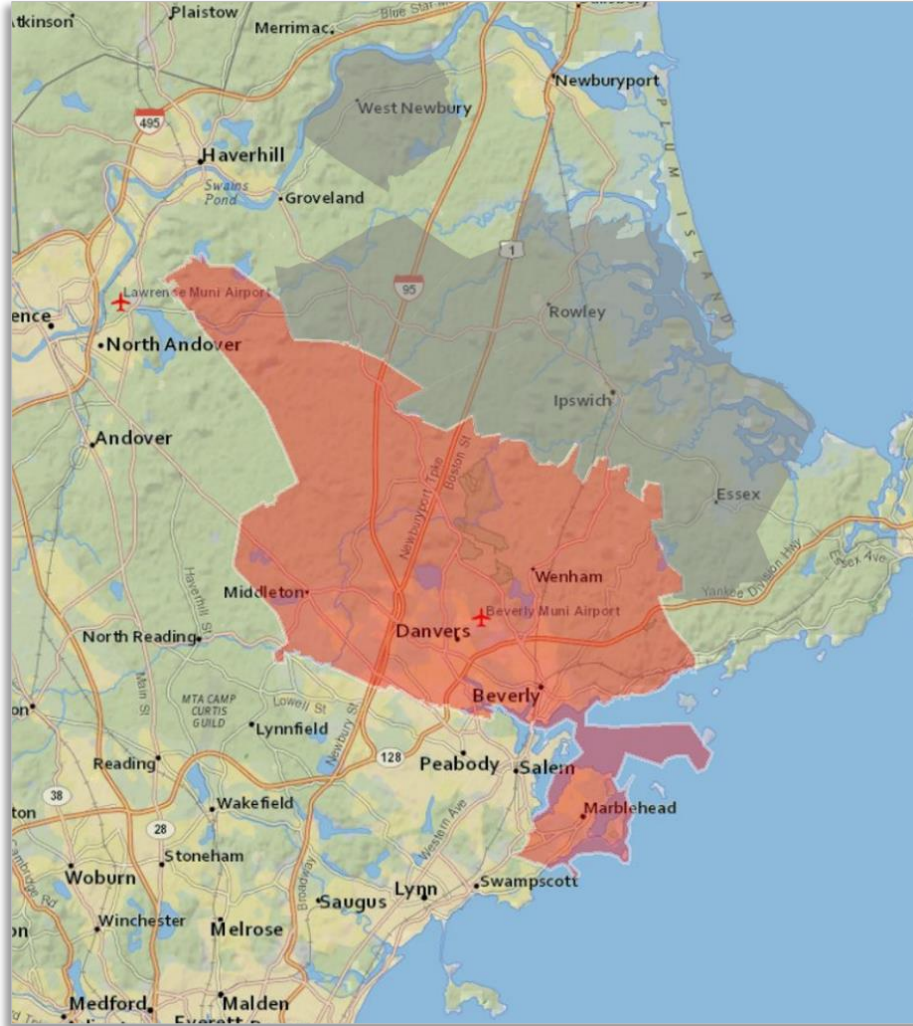 Plaistow
Merrimac
Newburyport
West Newbury
495
Haverhill
Swains
Pond
Groveland
PLUM ISLAND
1
95
Lawrense Muni Airport
Rowley
North Andover
Ipswich
Andover
Newburyport Tpke
Boston St
Essex
Essex Ave
Wenham
Yankee Division Hwy
Middleton
Haverhill St
Beverly Muni Airport
Danvers
North Reading
Main St
Beverly
MTA CAMP
CURTIS
GUILD
Lowell St
Lynnfield
Newbury St
128
Reading
Peabody
Salem
38
Wakefield
Marblehead
28
Western Ave
Stoneham
Woburn
Broadway
Lynn
Swampscott
Saugus
Winchester
Melrose
Medford
Malden